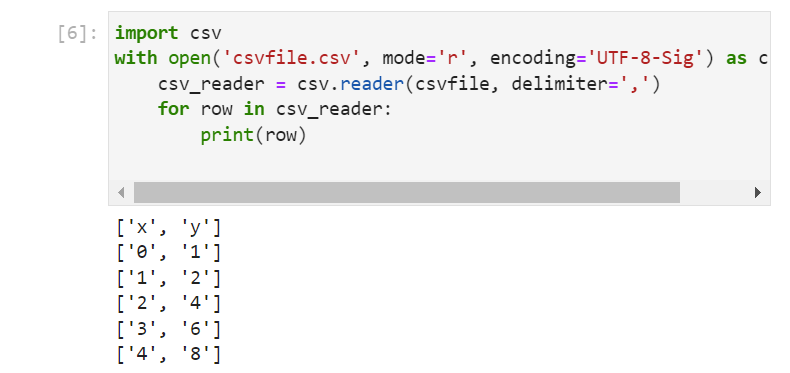 [6]:
import csv
with open('csvfile.csv', mode='r', encoding='UTF-8-Sig') as c
    csv_reader = csv.reader(csvfile, delimiter=',')
    for row in csv_reader:
        print(row)
['x', 'y']
['0', '1']
['1', '2']
['2', '4']
['3', '6']
['4', '8']